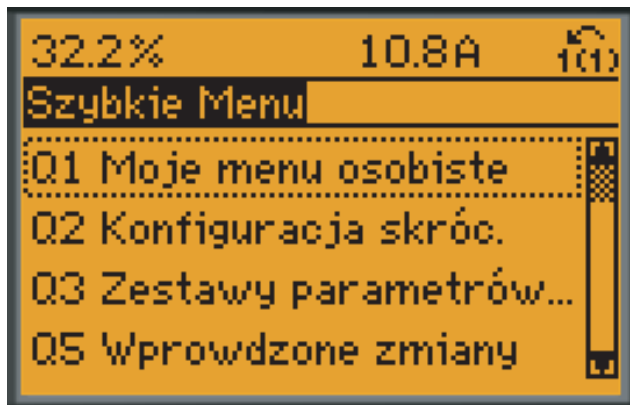 32.2% 10.8A 1(1)
Szybkie Menu
Q1 Moje menu osobiste
Q2 Konfiguracja skróc.
Q3 Zestawy parametrów...
Q5 Wprowdzone zmiany